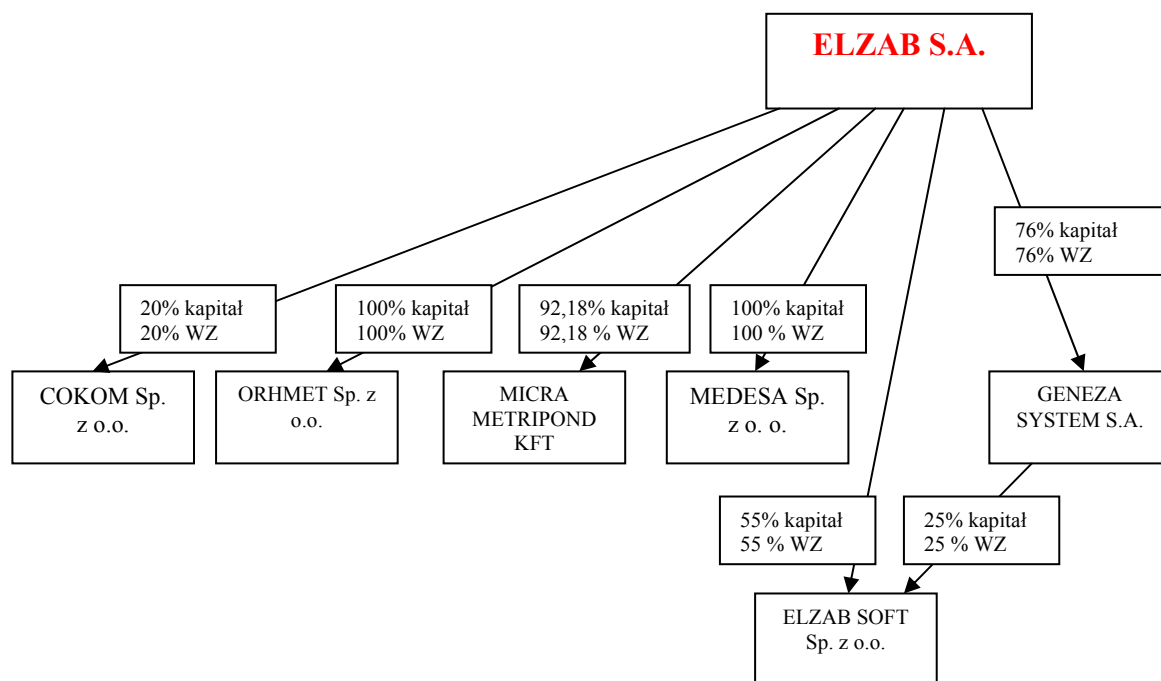 ELZAB S.A.
76% kapitał
76% WZ
20% kapitał
20% WZ
100% kapitał
100% WZ
92,18% kapitał
92,18 % WZ
100% kapitał
100 % WZ
COKOM Sp.
z o.o.
ORHMET Sp. z
o.o.
MICRA
METRIPOND
KFT
MEDESA Sp.
z o. o.
GENEZA
SYSTEM S.A.
55% kapitał
55 % WZ
25% kapitał
25 % WZ
ELZAB SOFT
Sp. z o.o.